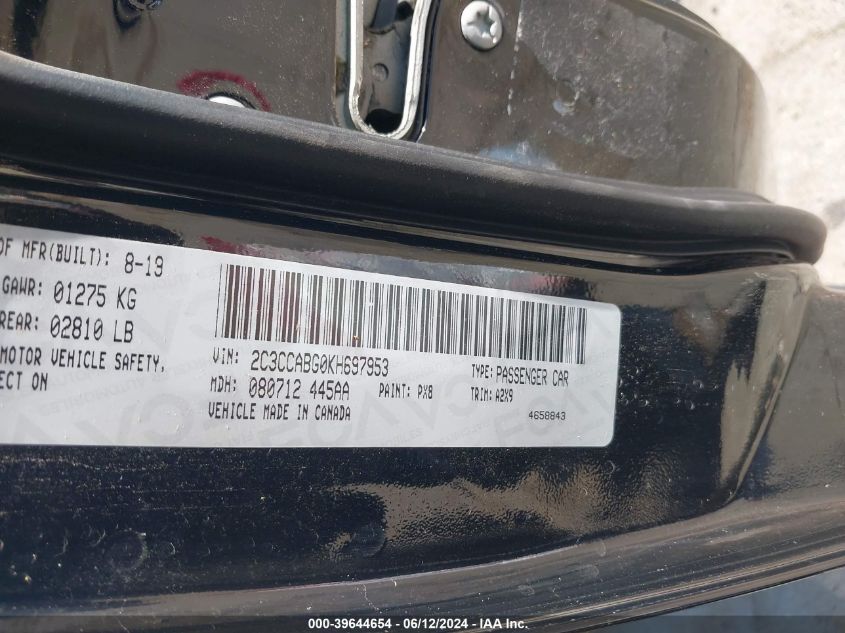 OF MFR(BUILT): 8-19
GAWR: 01275 KG
REAR: 02810 LB
MOTOR VEHICLE SAFETY,
ECT ON
VIN: 2C3CCABG0KH697953
TYPE: PASSENGER CAR
MDH: 080712 445AA
PAINT: PX8
TRIM: A2X9
VEHICLE MADE IN CANADA
4658843
000-39644654 - 06/12/2024 - IAA Inc.